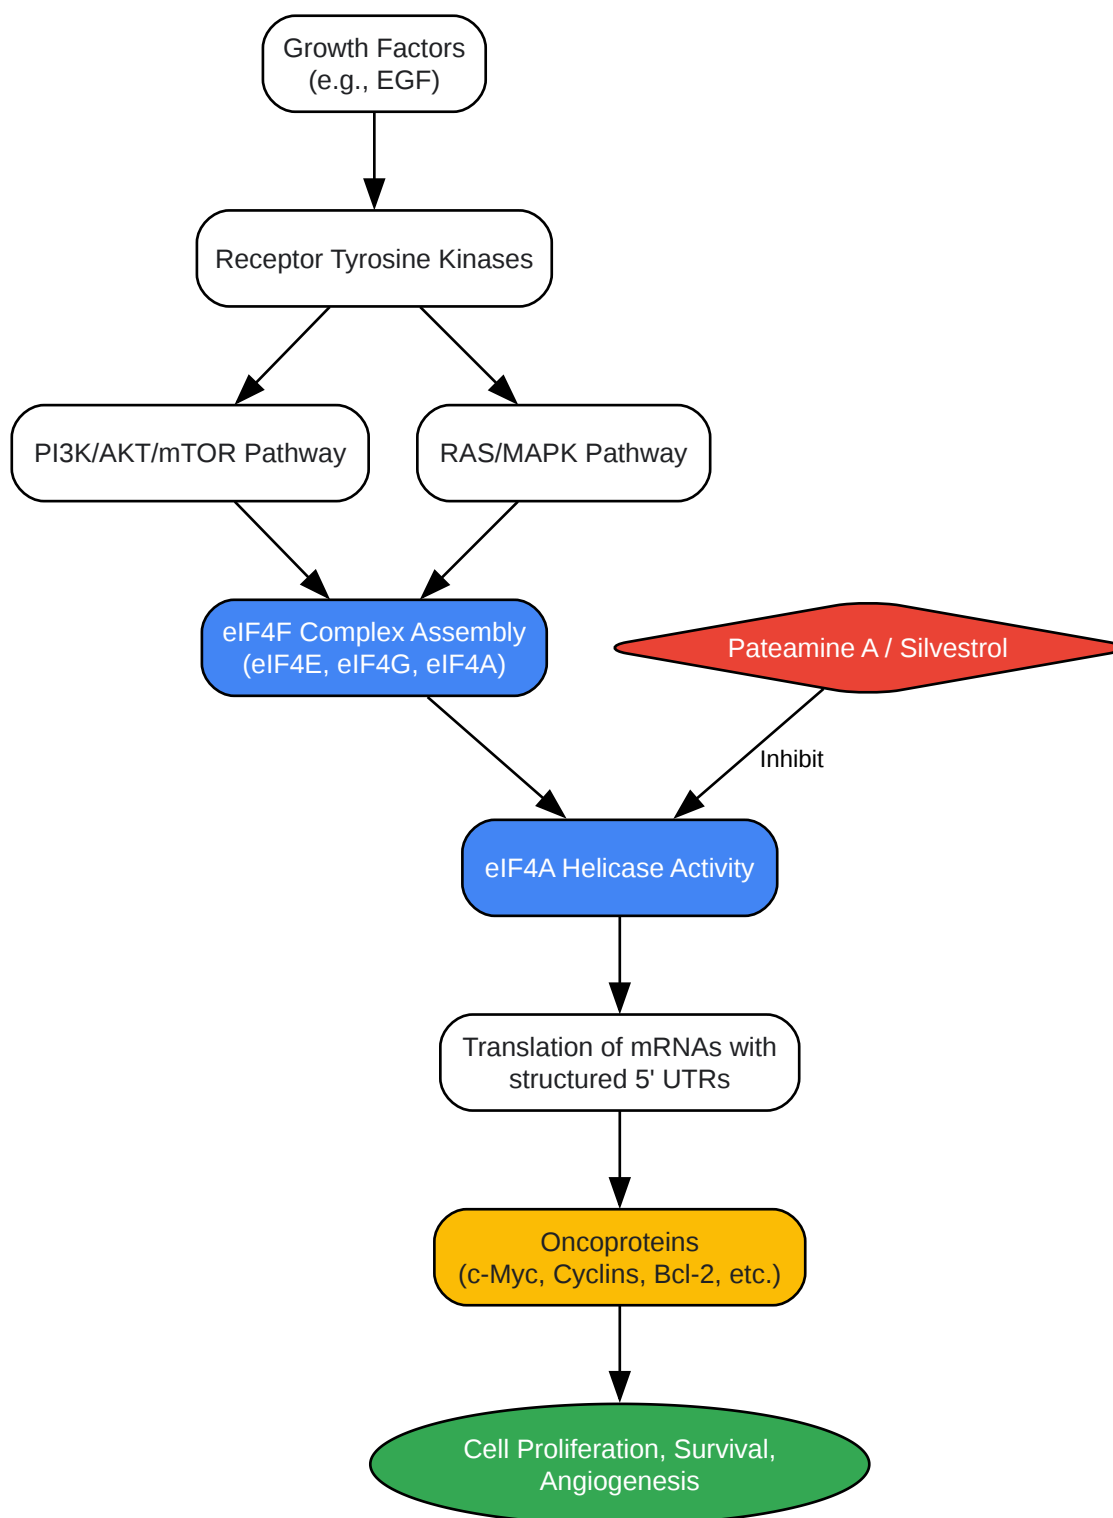 Growth Factors
(e.g., EGF)
Receptor Tyrosine Kinases
PI3K/AKT/mTOR Pathway
RAS/MAPK Pathway
eIF4F Complex Assembly
(eIF4E, eIF4G, eIF4A)
Pateamine A / Silvestrol
Inhibit
eIF4A Helicase Activity
Translation of mRNAs with
structured 5' UTRs
Oncoproteins
(c-Myc, Cyclins, Bcl-2, etc.)
Cell Proliferation, Survival,
Angiogenesis